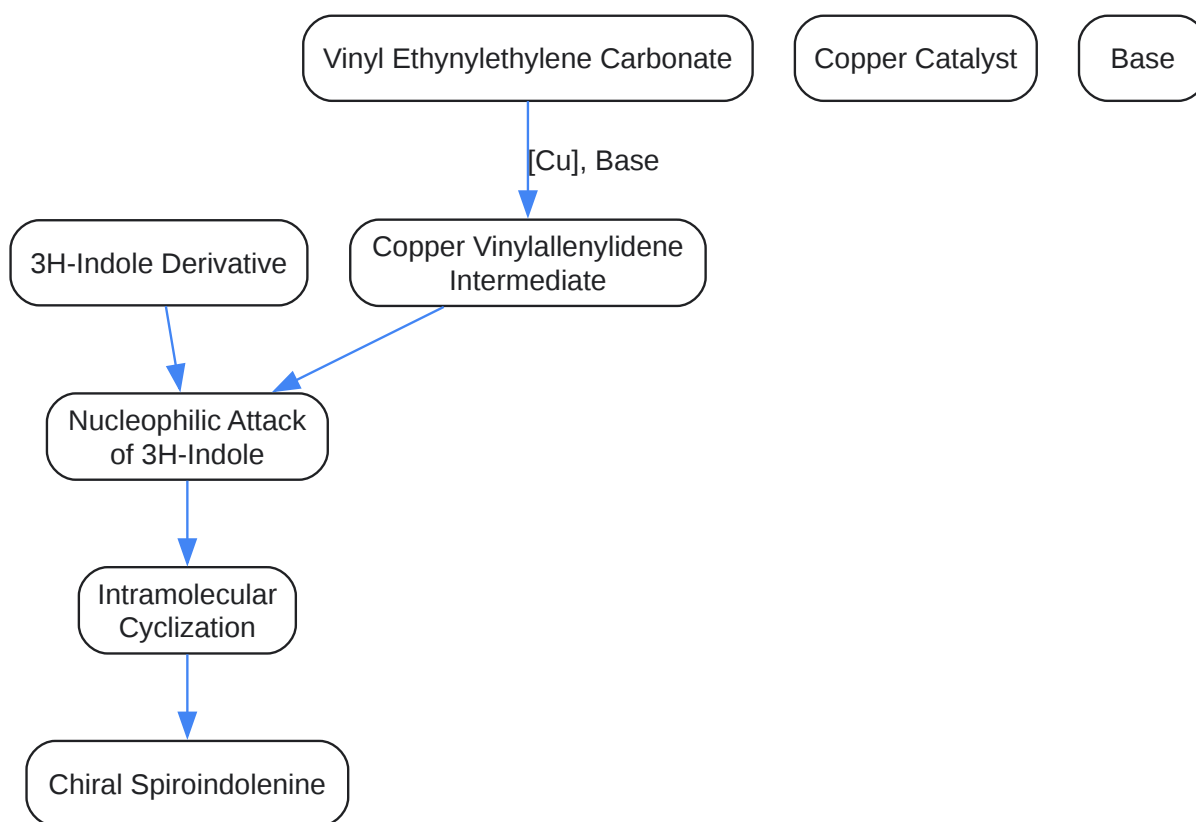 Vinyl Ethynylethylene Carbonate
Copper Catalyst
Base
[Cu], Base
3H-Indole Derivative
Copper Vinylallenylidene
Intermediate
Nucleophilic Attack
of 3H-Indole
Intramolecular
Cyclization
Chiral Spiroindolenine